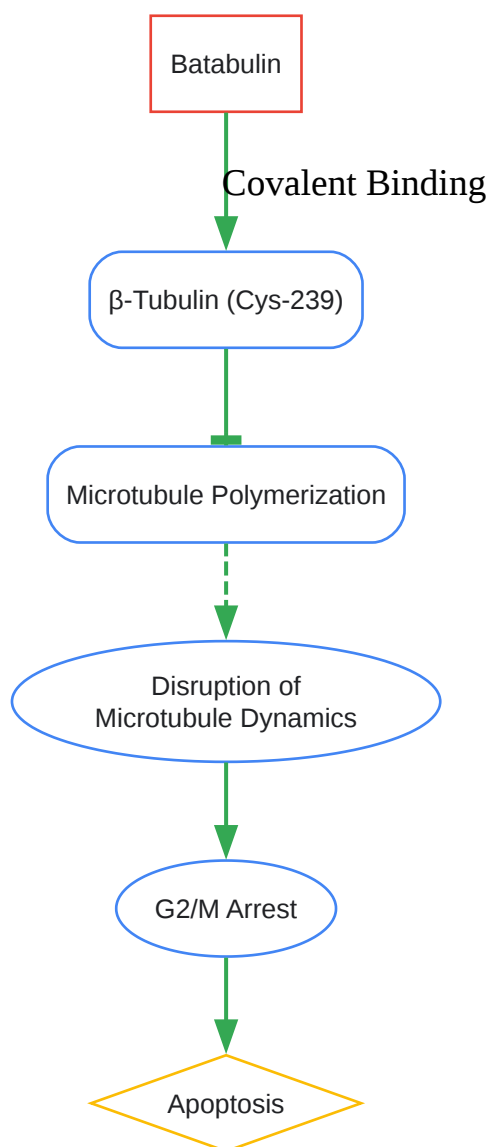 Batabulin
Covalent Binding
β-Tubulin (Cys-239)
Microtubule Polymerization
Disruption of
Microtubule Dynamics
G2/M Arrest
Apoptosis